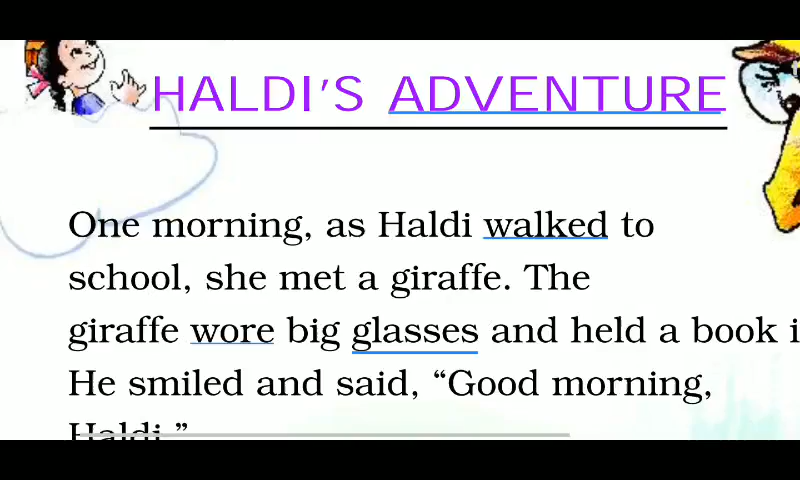 HALDI'S ADVENTURE
One morning, as Haldi walked to
school, she met a giraffe. The
giraffe wore big glasses and held a book
He smiled and said, “Good morning,
Haldi.”